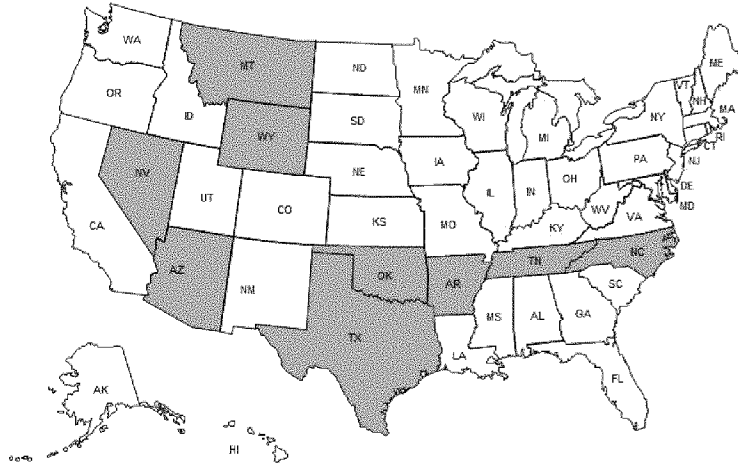 WA
MT
ND
MN
ME
OR
ID
WY
SD
WI
MI
VT
NH
NY
MA
RI
CT
NV
UT
CO
NE
IA
IL
IN
OH
PA
NJ
DE
MD
CA
KS
MO
KY
WV
VA
AZ
NM
OK
AR
TN
NC
SC
TX
LA
MS
AL
GA
FL
AK
HI